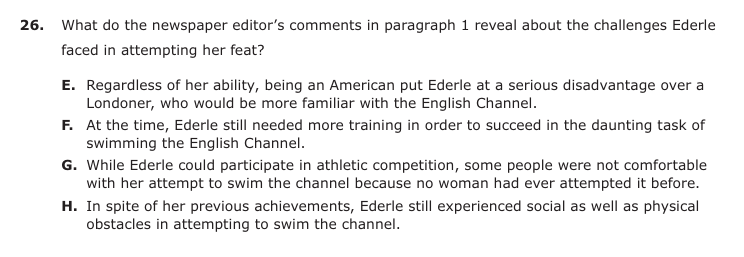 26. What do the newspaper editor’s comments in paragraph 1 reveal about the challenges Ederle
faced in attempting her feat?
E. Regardless of her ability, being an American put Ederle at a serious disadvantage over a
Londoner, who would be more familiar with the English Channel.
F. At the time, Ederle still needed more training in order to succeed in the daunting task of
swimming the English Channel.
G. While Ederle could participate in athletic competition, some people were not comfortable
with her attempt to swim the channel because no woman had ever attempted it before.
H. In spite of her previous achievements, Ederle still experienced social as well as physical
obstacles in attempting to swim the channel.